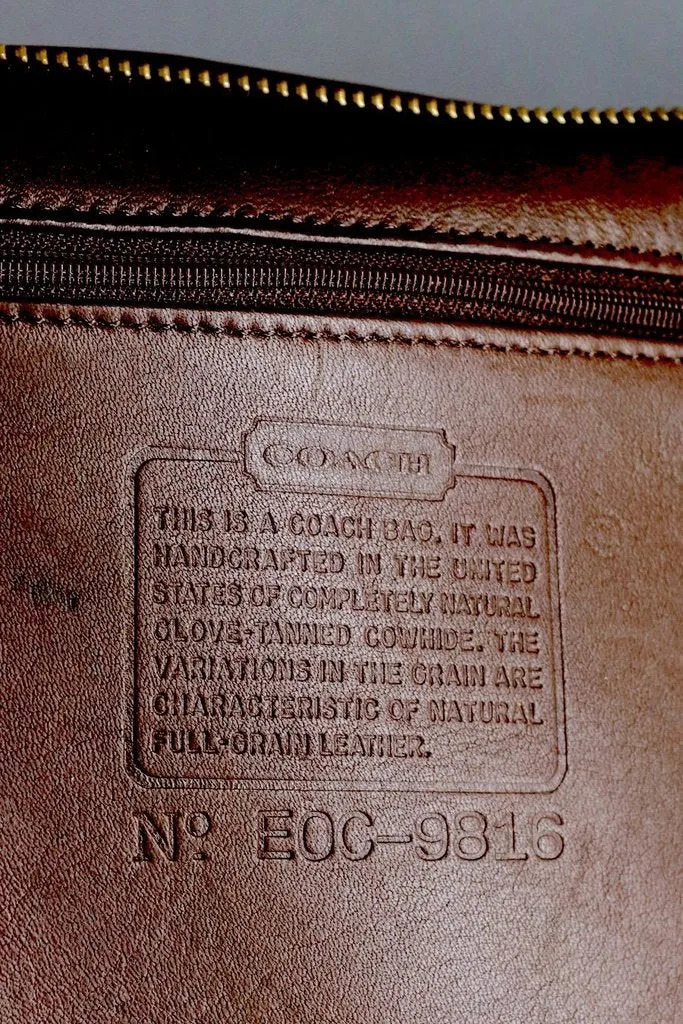 COACH
THIS IS A COACH BAG. IT WAS
HANDCRAFTED IN THE UNITED
STATES OF COMPLETELY NATURAL
GLOVE-TANNED COWHIDE. THE
VARIATIONS IN THE GRAIN ARE
CHARACTERISTIC OF NATURAL
FULL-GRAIN LEATHER.
Nº EOC-9816